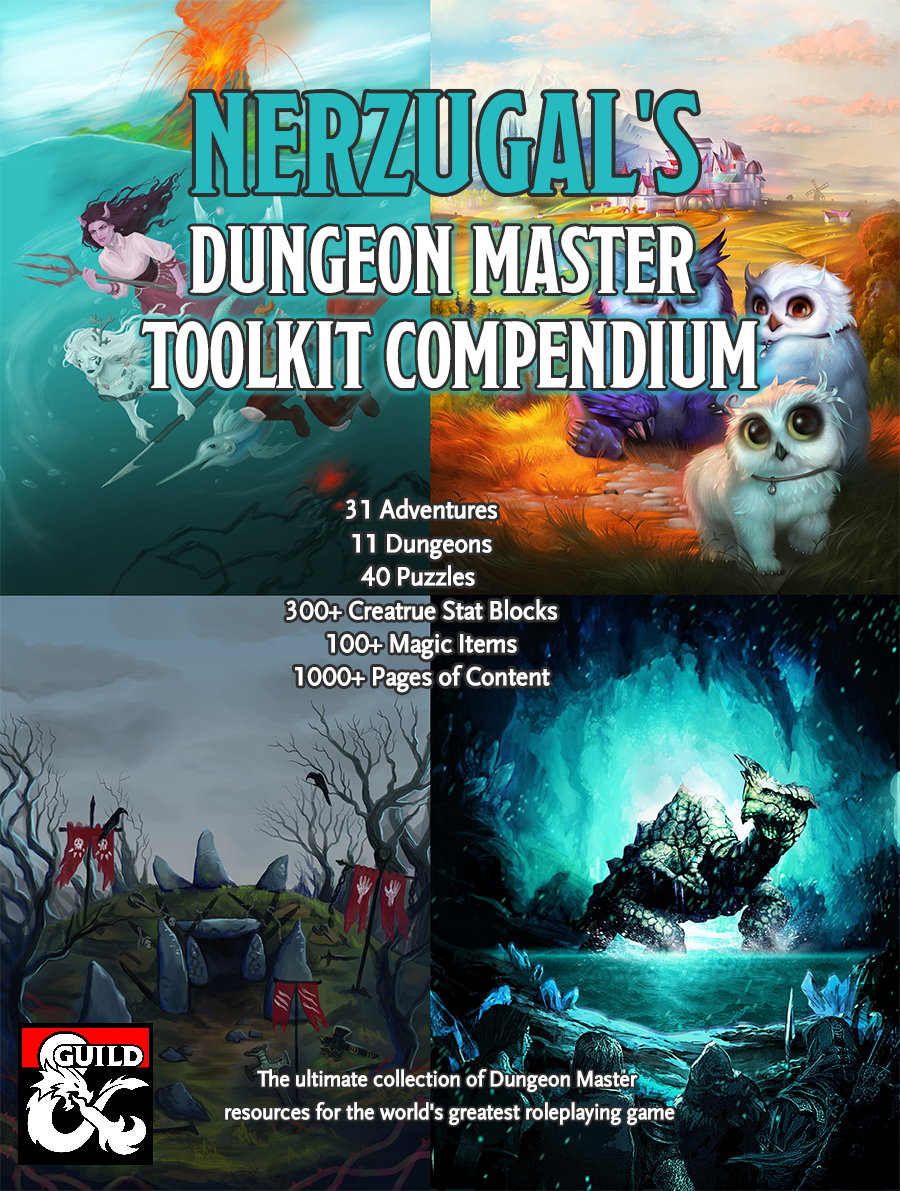 NERZUGAL'S
DUNGEON MASTER
TOOLKIT COMPENDIUM
31 Adventures
11 Dungeons
40 Puzzles
300+ Creatrue Stat Blocks
100+ Magic Items
1000+ Pages of Content
GUILD
The ultimate collection of Dungeon Master
resources for the world's greatest roleplaying game